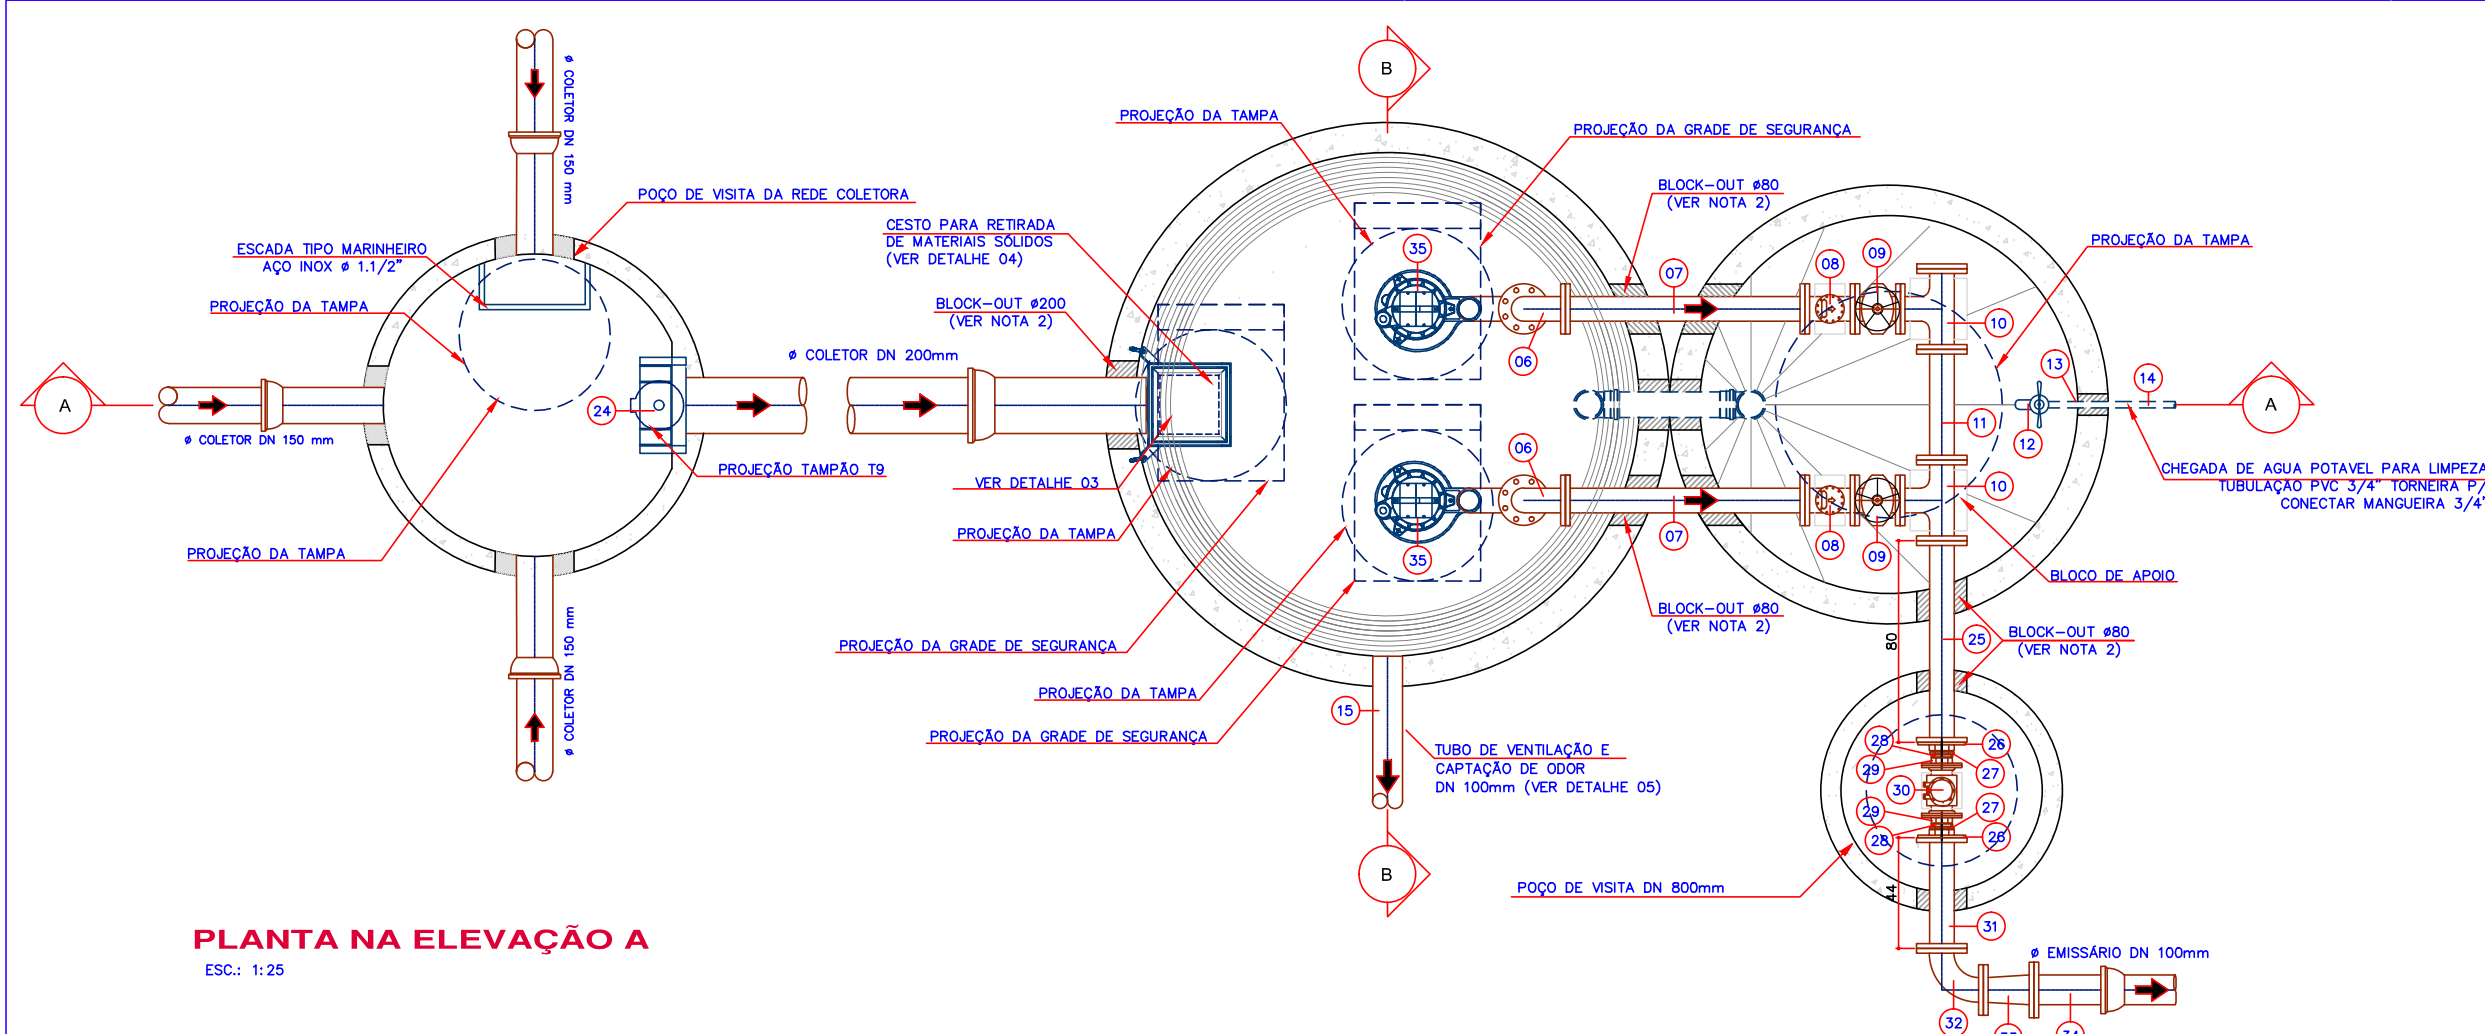 B
ø COLETOR DN 150 mm
PROJEÇÃO DA TAMPA
PROJEÇÃO DA GRADE DE SEGURANÇA
BLOCK-OUT ø80
(VER NOTA 2)
POÇO DE VISITA DA REDE COLETORA
CESTO PARA RETIRADA
DE MATERIAIS SÓLIDOS
(VER DETALHE 04)
ESCADA TIPO MARINHEIRO
AÇO INOX ø 1.1/2"
PROJEÇÃO DA TAMPA
35
07
08
09
PROJEÇÃO DA TAMPA
BLOCK-OUT ø200
(VER NOTA 2)
10
06
ø COLETOR DN 200mm
13
14
A
24
A
11
12
ø COLETOR DN 150 mm
PROJEÇÃO TAMPÃO T9
06
CHEGADA DE AGUA POTAVEL PARA LIMPEZA
TUBULAÇÃO PVC 3/4" TORNEIRA P/
CONECTAR MANGUEIRA 3/4"
VER DETALHE 03
10
PROJEÇÃO DA TAMPA
07
08
09
PROJEÇÃO DA TAMPA
35
BLOCO DE APOIO
BLOCK-OUT ø80
(VER NOTA 2)
ø COLETOR DN 150 mm
80
25
BLOCK-OUT ø80
(VER NOTA 2)
PROJEÇÃO DA GRADE DE SEGURANÇA
PROJEÇÃO DA TAMPA
15
PROJEÇÃO DA GRADE DE SEGURANÇA
TUBO DE VENTILAÇÃO E
CAPTAÇÃO DE ODOR
DN 100mm (VER DETALHE 05)
28
26
29
27
30
29
27
28
26
B
POÇO DE VISITA DN 800mm
44
31
PLANTA NA ELEVAÇÃO A
ESC.: 1:25
ø EMISSÁRIO DN 100mm
32